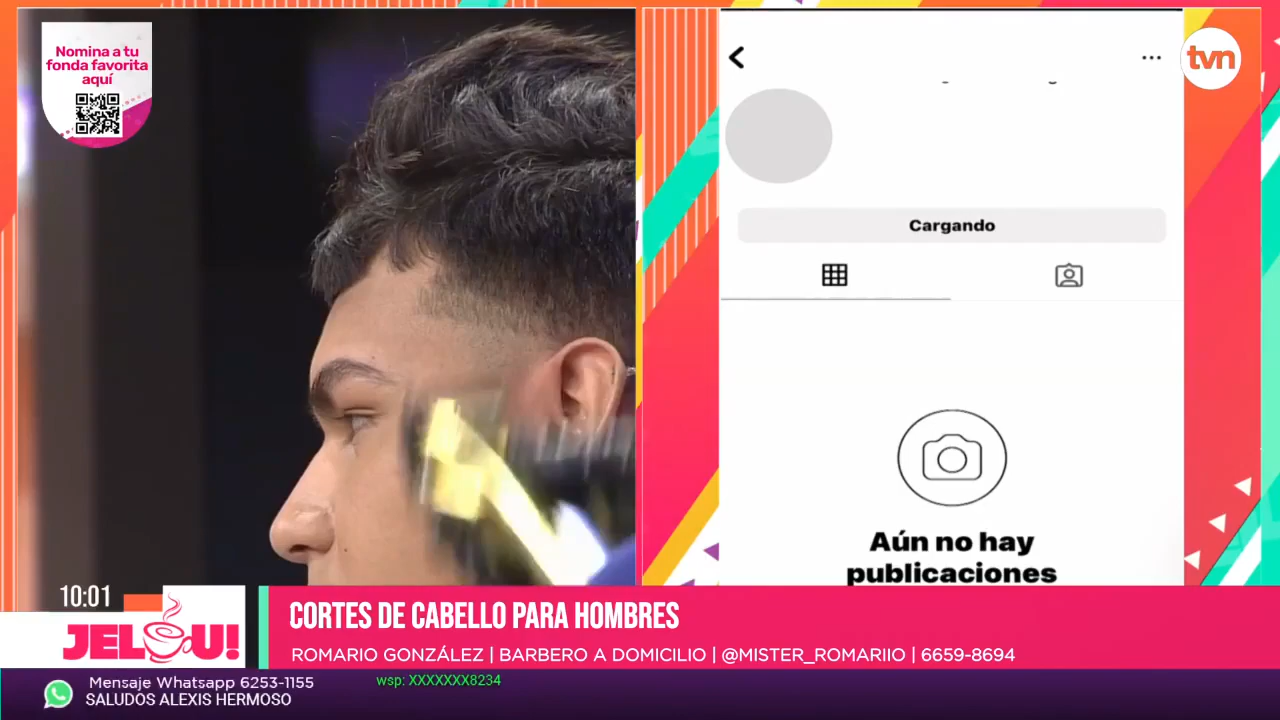 Nomina a tu
fonda favorita
aquí
tvn
Cargando
Aún no hay
publicaciones
10:01
JELOU!
CORTES DE CABELLO PARA HOMBRES
ROMARIO GONZÁLEZ | BARBERO A DOMICILIO | @MISTER_ROMARIIO | 6659-8694
Mensaje Whatsapp 6253-1155
wsp: XXXXXXX8234
SALUDOS ALEXIS HERMOSO